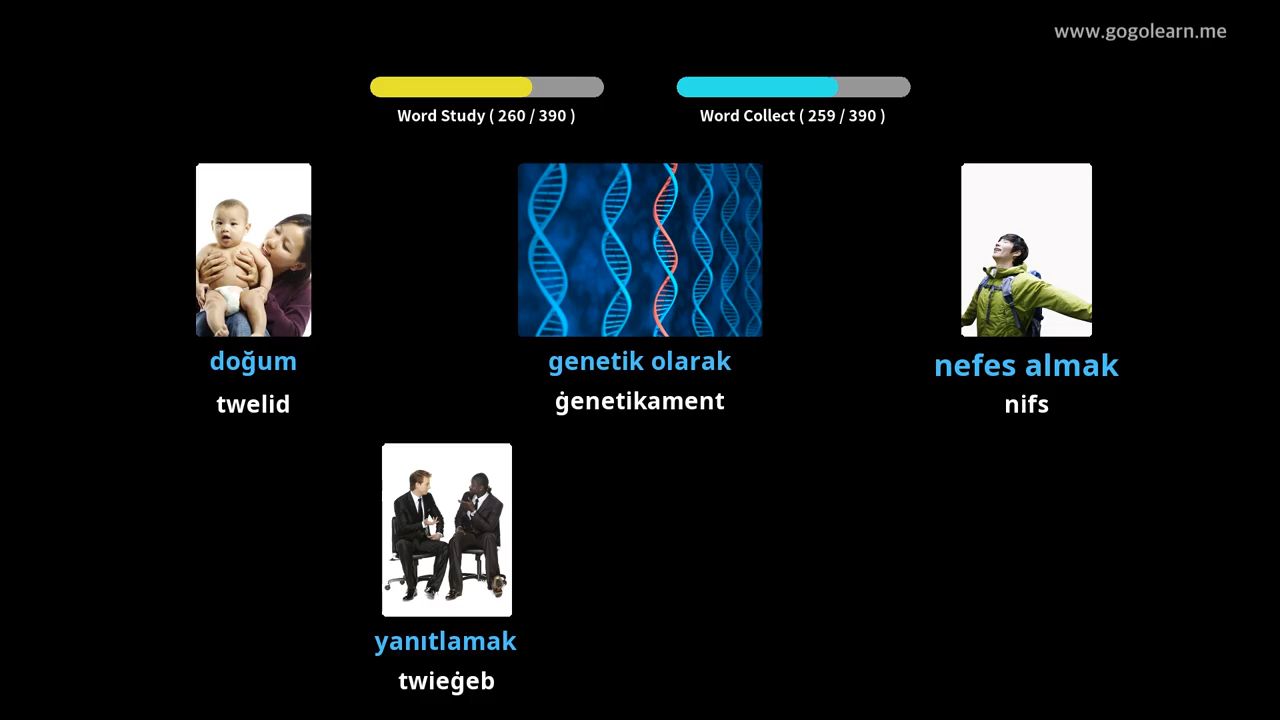 www.gogolearn.me
Word Study ( 260 / 390 )
Word Collect ( 259 / 390 )
doğum
twelid
genetik olarak
ġenetikament
nefes almak
nifs
yanıtlamak
twieġeb